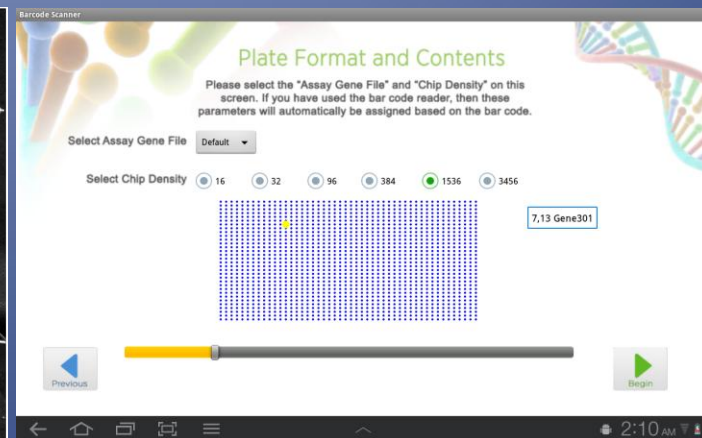 Barcode Scanner
Plate Format and Contents
Please select the "Assay Gene File" and "Chip Density" on this
screen. If you have used the bar code reader, then these
parameters will automatically be assigned based on the bar code.
Select Assay Gene File Default
Select Chip Density 16 32 96 384 1536 3456
7,13 Gene301
Previous
Begin
2:10 AM